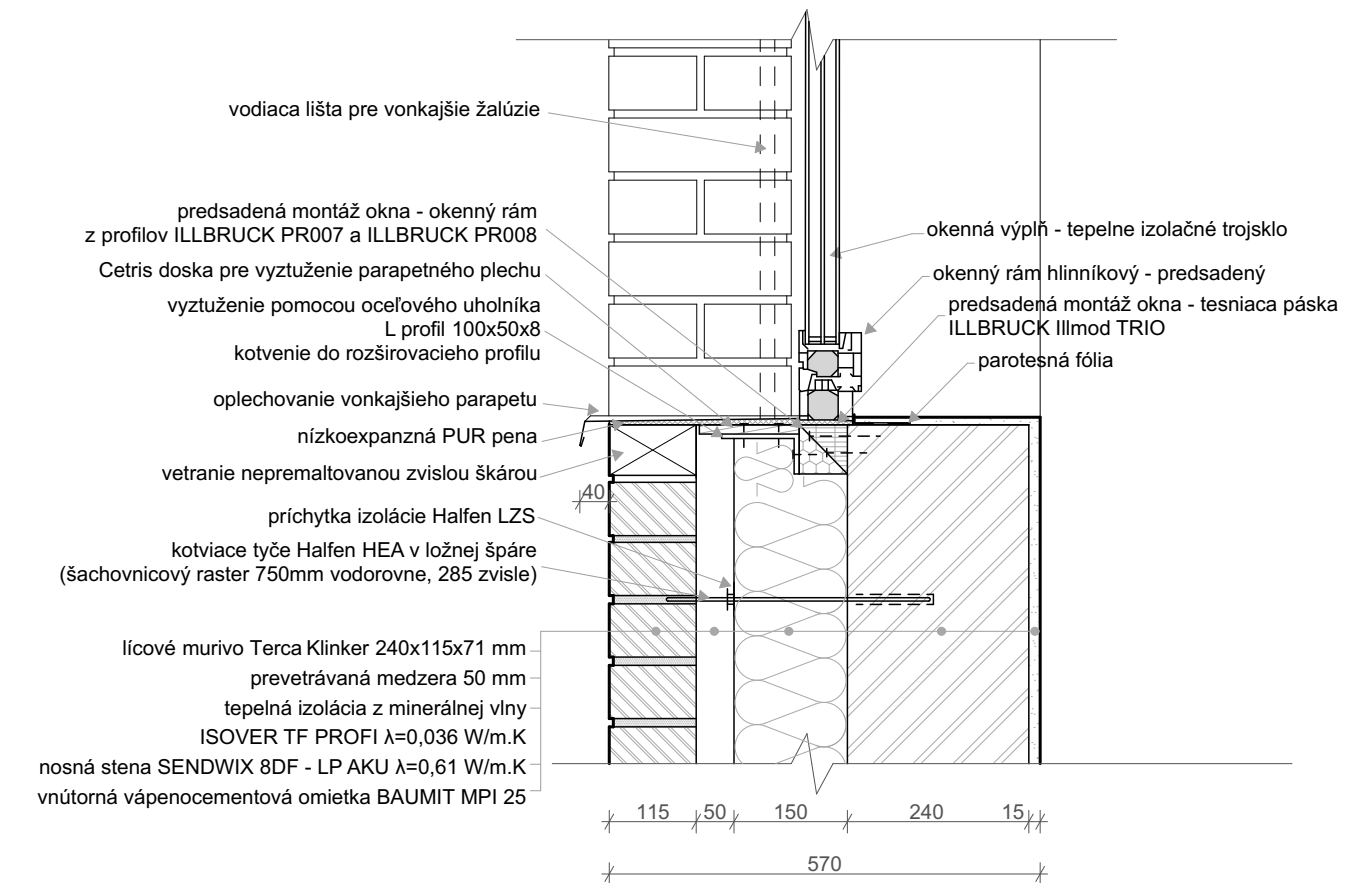 vodiaca lišta pre vonkajšie žalúzie
predsadená montáž okna - okenný rám
z profilov ILLBRUCK PR007 a ILLBRUCK PR008
Cetris doska pre vyztuženie parapetného plechu
vyztuženie pomocou oceľového uholníka
L profil 100x50x8
kotvenie do rozširovacieho profilu
oplechovanie vonkajšieho parapetu
nízkoexpanzná PUR pena
vetranie nepremaltovanou zvislou škárou
40
príchytka izolácie Halfen LZS
kotviace tyče Halfen HEA v ložnej špáre
(šachovnicový raster 750mm vodorovne, 285 zvisle)
lícové murivo Terca Klinker 240x115x71 mm
prevetrávaná medzera 50 mm
tepelná izolácia z minerálnej vlny
ISOVER TF PROFI λ=0,036 W/m.K
nosná stena SENDWIX 8DF - LP AKU λ=0,61 W/m.K
vnútorná vápenocementová omietka BAUMIT MPI 25
okenná výplň - tepelne izolačné trojsklo
okenný rám hlinníkový - predsadený
predsadená montáž okna - tesniaca páska
ILLBRUCK Illmod TRIO
parotesná fólia
115 50 150 240 15
570